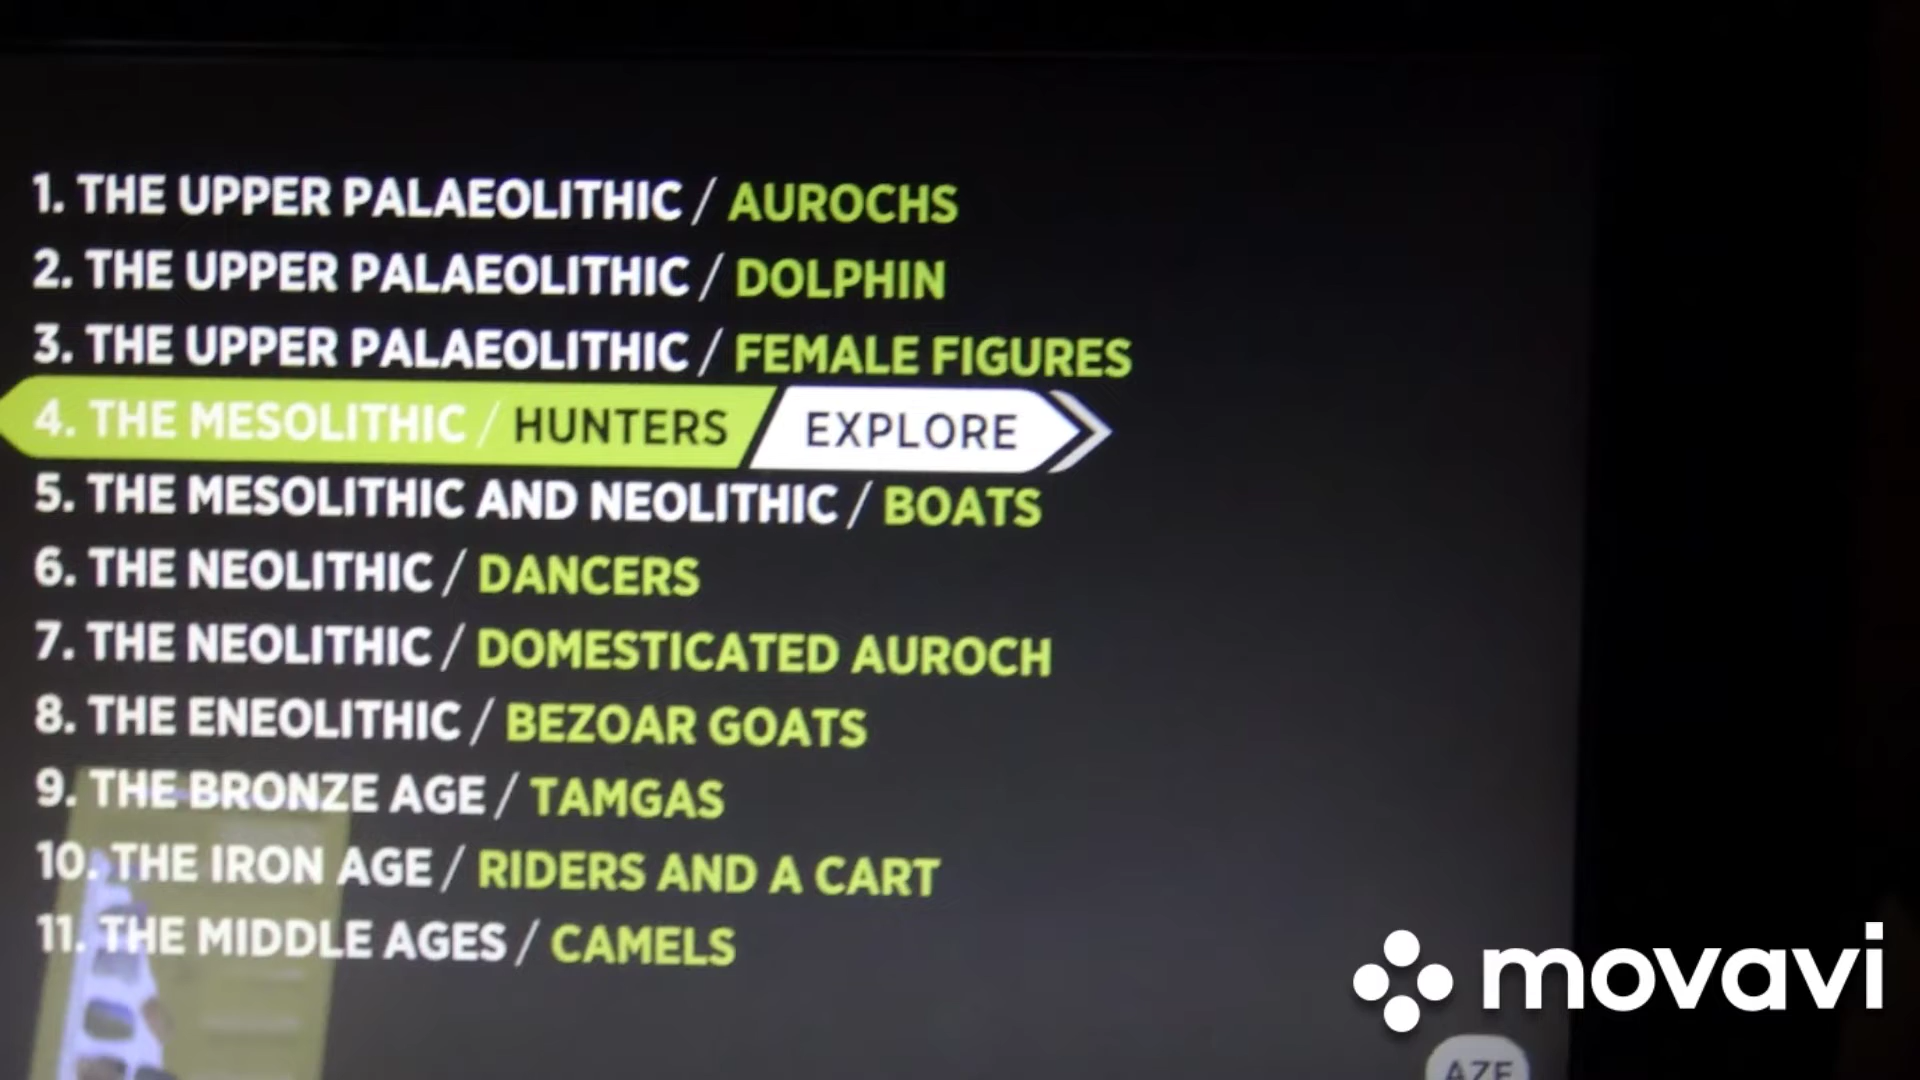 1. THE UPPER PALAEOLITHIC / AUROCHS
2. THE UPPER PALAEOLITHIC / DOLPHIN
3. THE UPPER PALAEOLITHIC / FEMALE FIGURES
4. THE MESOLITHIC / HUNTERS EXPLORE
5. THE MESOLITHIC AND NEOLITHIC / BOATS
6. THE NEOLITHIC / DANCERS
7. THE NEOLITHIC / DOMESTICATED AUROCH
8. THE ENEOLITHIC / BEZOAR GOATS
9. THE BRONZE AGE / TAMGAS
10. THE IRON AGE / RIDERS AND A CART
11. THE MIDDLE AGES / CAMELS
movavi
AZE